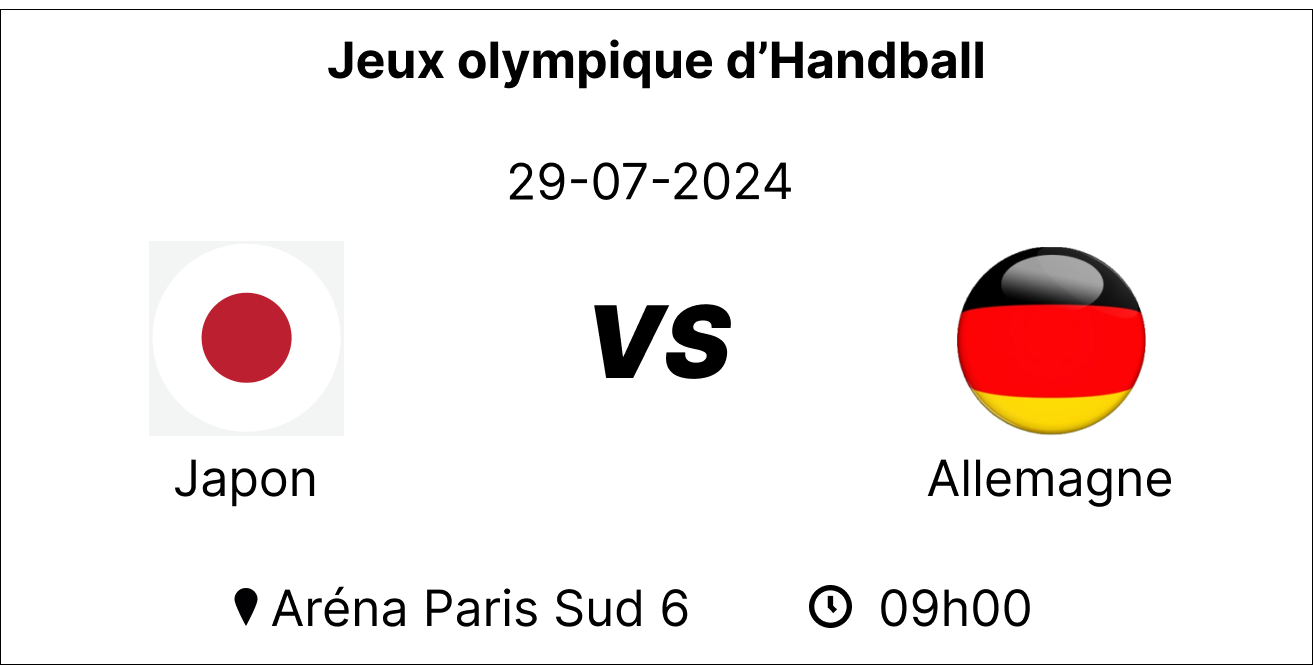 Jeux olympique d’Handball
29-07-2024
VS
Japon
Allemagne
Aréna Paris Sud 6
09h00